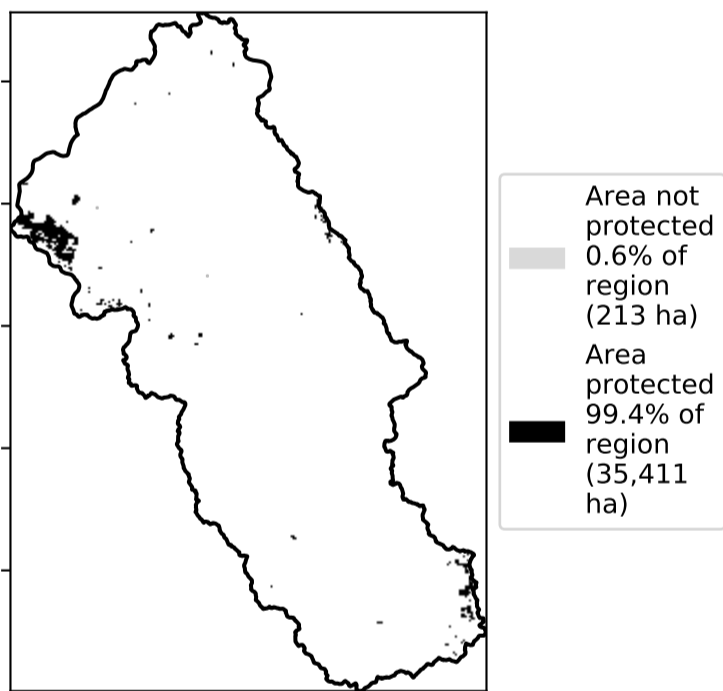 Area not
protected
0.6% of
region
(213 ha)
Area
protected
99.4% of
region
(35,411
ha)